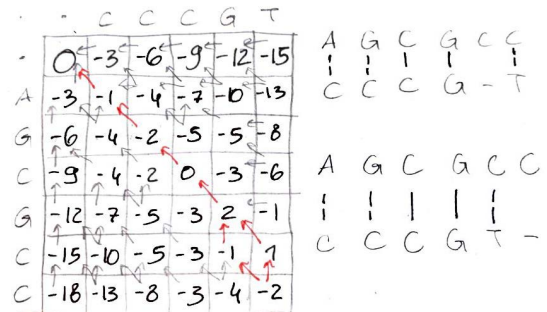 - - C C C G T
- 0 -3 -6 -9 -12 -15
A -3 -1 -4 -7 -10 -13
G -6 -4 -2 -5 -5 -8
C -9 -4 -2 0 -3 -6
G -12 -7 -5 -3 2 -1
C -15 -10 -5 -3 -1 1
C -18 -13 -8 -3 -4 -2
A G C G C C
C C C G - T
A G C G C C
C C C G T -